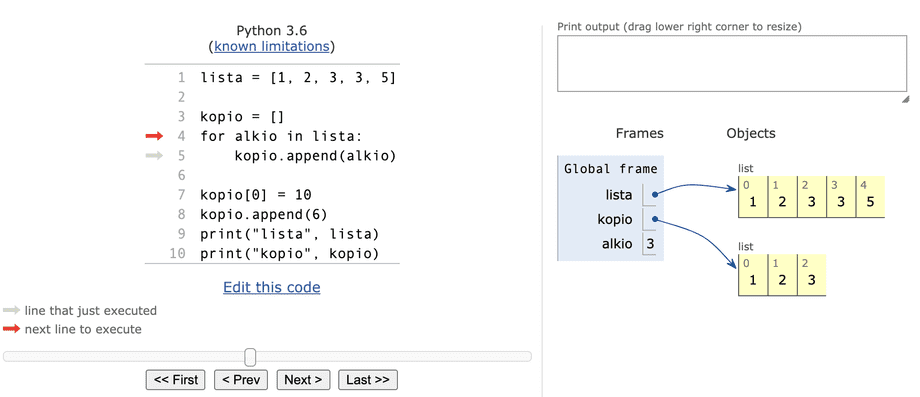 Python 3.6
(known limitations)
1 lista = [1, 2, 3, 3, 5]
2
3 kopio = []
4 for alkio in lista:
5     kopio.append(alkio)
6
7 kopio[0] = 10
8 kopio.append(6)
9 print("lista", lista)
10 print("kopio", kopio)
Edit this code
line that just executed
next line to execute
<< First < Prev Next > Last >>
Print output (drag lower right corner to resize)
Frames Objects
Global frame
lista
kopio
alkio 3
list
0 1 2 3 4
1 2 3 3 5
list
0 1 2
1 2 3